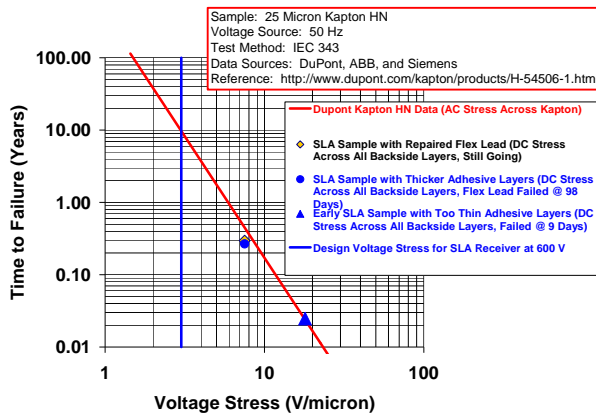 Sample: 25 Micron Kapton HN
Voltage Source: 50 Hz
Test Method: IEC 343
Data Sources: DuPont, ABB, and Siemens
Reference: http://www.dupont.com/kapton/products/H-54506-1.htm
Dupont Kapton HN Data (AC Stress Across Kapton)
SLA Sample with Repaired Flex Lead (DC Stress
Across All Backside Layers, Still Going)
SLA Sample with Thicker Adhesive Layers (DC Stress
Across All Backside Layers, Flex Lead Failed @ 98
Days)
Early SLA Sample with Too Thin Adhesive Layers (DC
Stress Across All Backside Layers, Failed @ 9 Days)
Design Voltage Stress for SLA Receiver at 600 V
Time to Failure (Years)
100.00
10.00
1.00
0.10
0.01
1
10
100
Voltage Stress (V/micron)